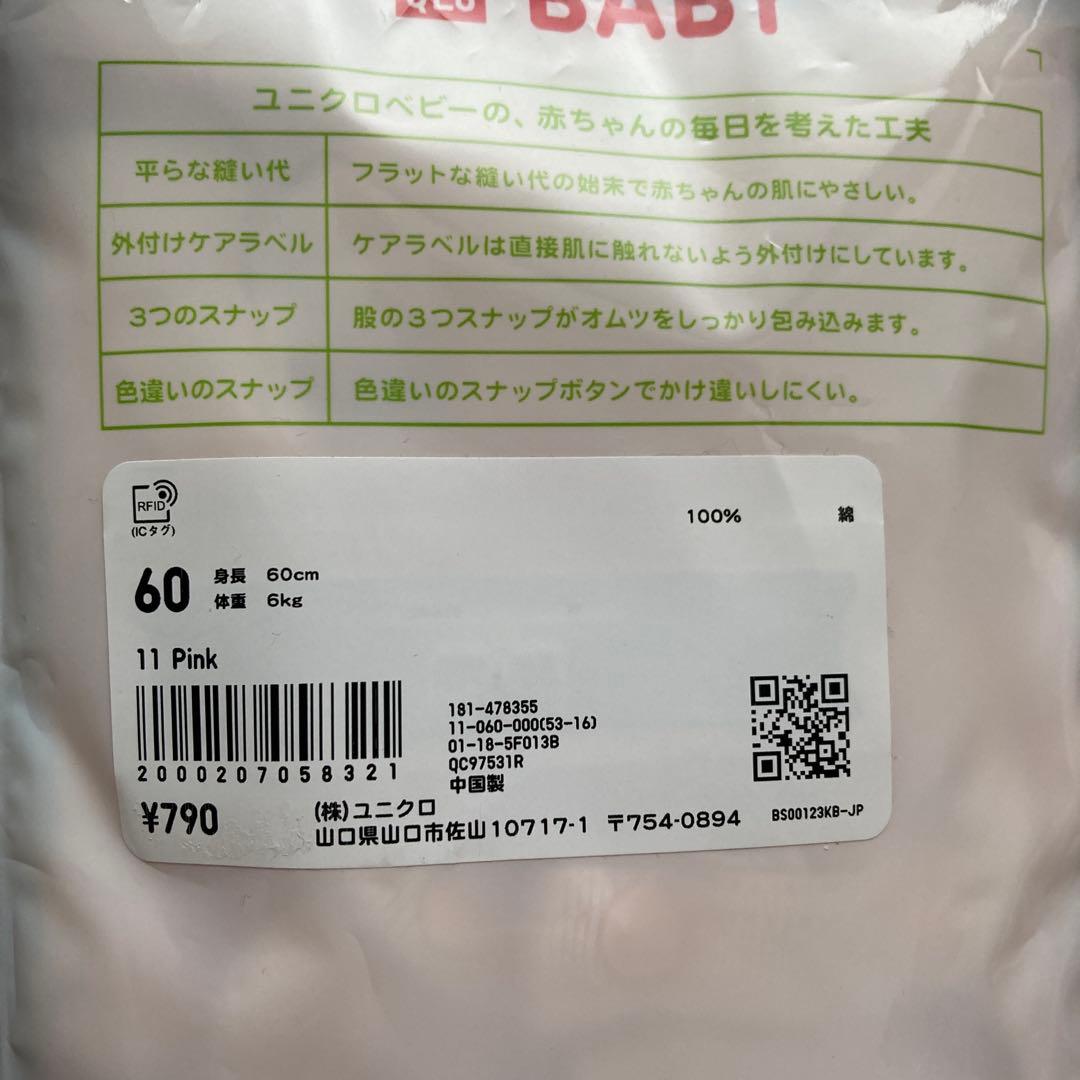 QLO BABY
ユニクロベビーの、赤ちゃんの毎日を考えた工夫
平らな縫い代 フラットな縫い代の始末で赤ちゃんの肌にやさしい。
外付けケアラベル ケアラベルは直接肌に触れないよう外付けにしています。
3つのスナップ 股の3つスナップがオムツをしっかり包み込みます。
色違いのスナップ 色違いのスナップボタンでかけ違いしにくい。
RFID
(ICタグ)
100% 綿
60 身長 60cm
体重 6kg
11 Pink
181-478355
11-060-000(53-16)
01-18-5F013B
QC97531R
中国製
2000207058321
¥790
(株)ユニクロ
山口県山口市佐山10717-1 〒754-0894
BS00123KB-JP